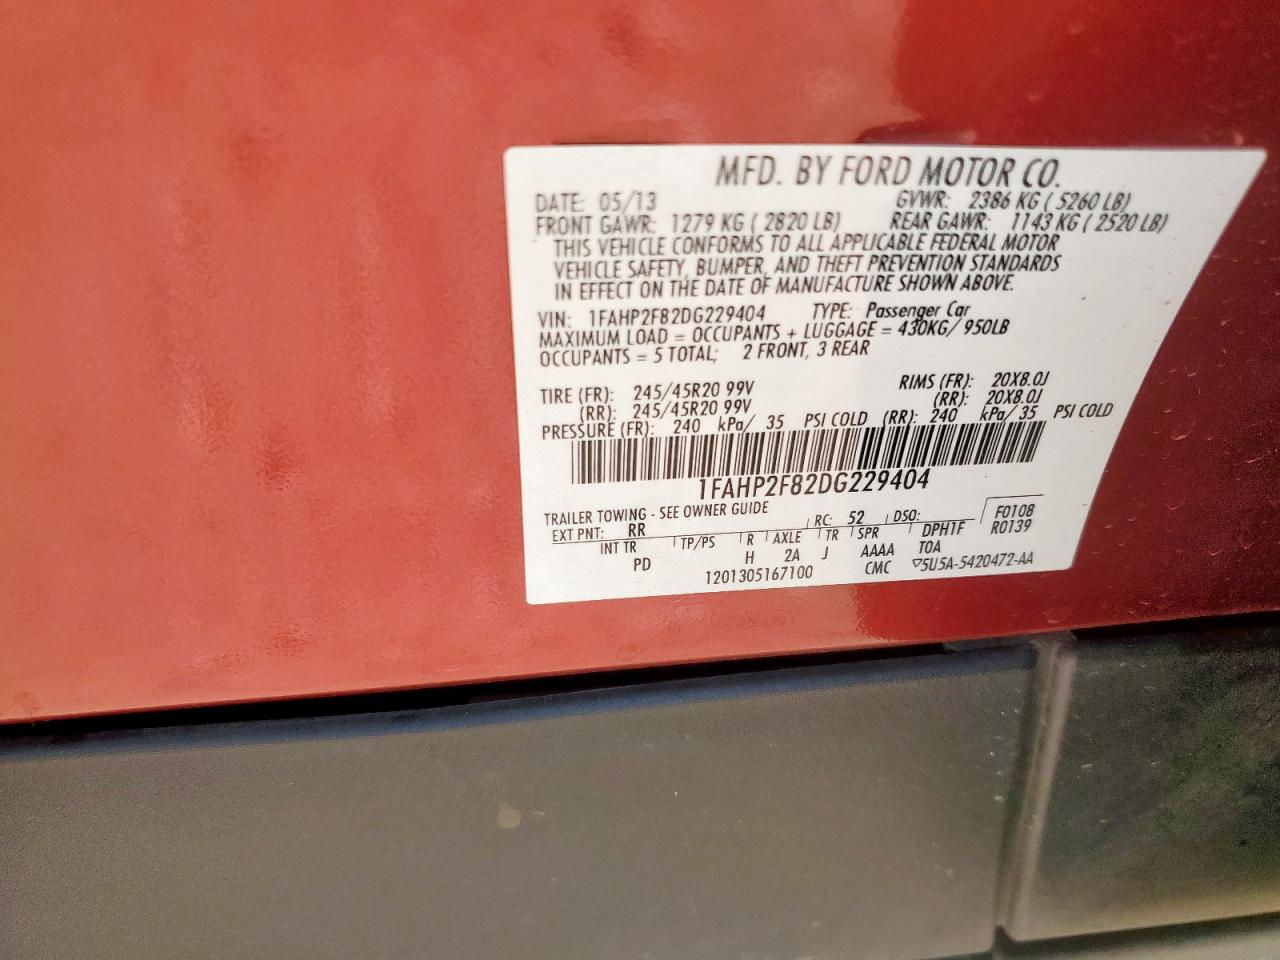 MFD. BY FORD MOTOR CO.
DATE: 05/13 GVWR: 2386 KG ( 5260 LB)
FRONT GAWR: 1279 KG ( 2820 LB) REAR GAWR: 1143 KG ( 2520 LB)
THIS VEHICLE CONFORMS TO ALL APPLICABLE FEDERAL MOTOR
VEHICLE SAFETY, BUMPER, AND THEFT PREVENTION STANDARDS
IN EFFECT ON THE DATE OF MANUFACTURE SHOWN ABOVE.
VIN: 1FAHP2F82DG229404 TYPE: Passenger Car
MAXIMUM LOAD = OCCUPANTS + LUGGAGE = 430KG/ 950LB
OCCUPANTS = 5 TOTAL; 2 FRONT, 3 REAR
TIRE (FR): 245/45R20 99V RIMS (FR): 20X8.0J
(RR): 245/45R20 99V (RR): 20X8.0J
PRESSURE (FR): 240 kPa/ 35 PSI COLD (RR): 240 kPa/ 35 PSI COLD
1FAHP2F82DG229404
TRAILER TOWING - SEE OWNER GUIDE
EXT PNT: RR RC: 52 DSO: F0108
INT TR TP/PS R AXLE TR SPR DPH1F R0139
PD H 2A J AAAA TOA
1201305167100 CMC ▽5U5A-5420472-AA